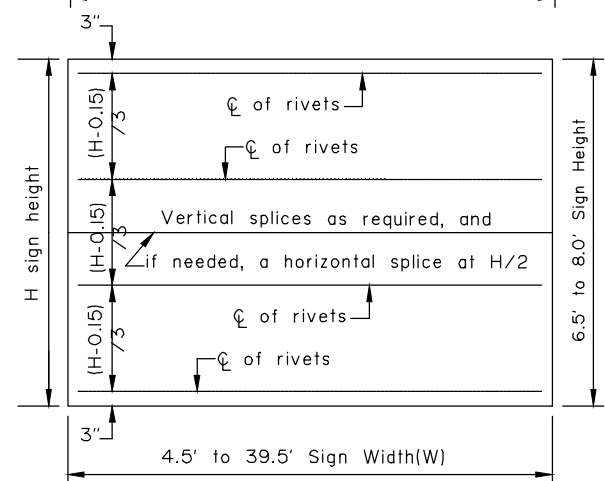 3"
(H-0.15)
/3
℄ of rivets
℄ of rivets
H sign height
(H-0.15)
/3
Vertical splices as required, and
if needed, a horizontal splice at H/2
6.5' to 8.0' Sign Height
(H-0.15)
/3
℄ of rivets
℄ of rivets
3"
4.5' to 39.5' Sign Width(W)